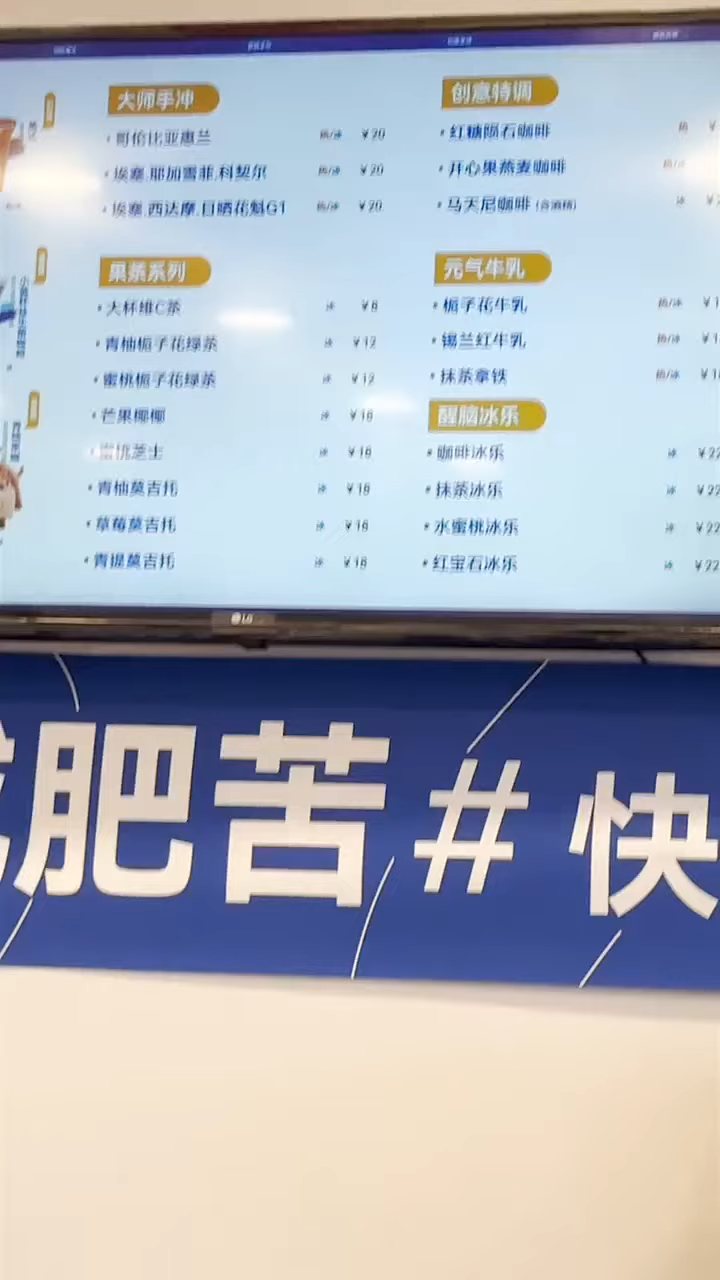 大师手冲
哥伦比亚惠兰 热/冰 ¥20
埃塞.耶加雪菲.科契尔 热/冰 ¥20
埃塞.西达摩.日晒花魁G1 热/冰 ¥20
果茶系列
大杯维C茶 冰 ¥8
青柚栀子花绿茶 冰 ¥12
蜜桃栀子花绿茶 冰 ¥12
芒果椰椰 冰
蜜桃芝士 冰
青柚莫吉托 冰
草莓莫吉托 冰
青提莫吉托 冰
创意特调
红糖陨石咖啡 热
开心果燕麦咖啡
马天尼咖啡 (含酒精) 冰
元气牛乳
栀子花牛乳 热/冰
锡兰红牛乳 热/冰
抹茶拿铁 热/冰
醒脑冰乐
咖啡冰乐 冰 ¥22
抹茶冰乐 冰 ¥22
水蜜桃冰乐 冰 ¥22
红宝石冰乐 冰 ¥22
LG
肥苦# 快